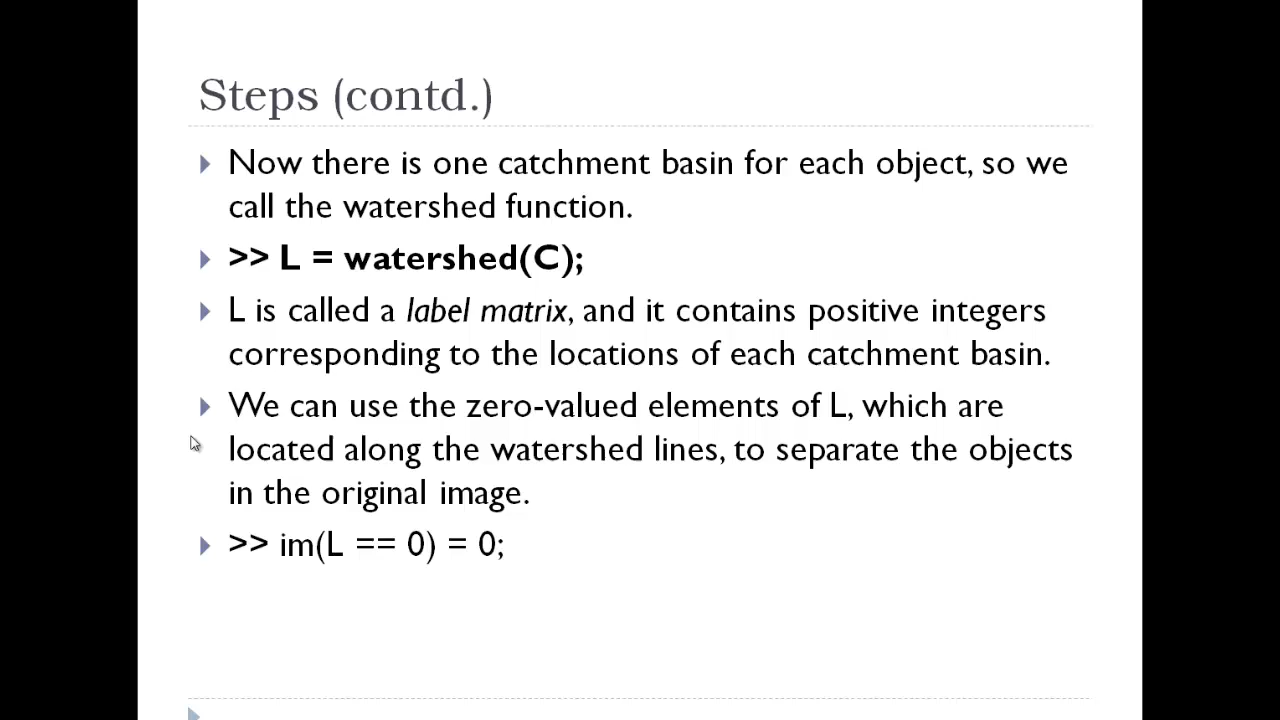 Steps (contd.)
Now there is one catchment basin for each object, so we
call the watershed function.
>> L = watershed(C);
L is called a label matrix, and it contains positive integers
corresponding to the locations of each catchment basin.
We can use the zero-valued elements of L, which are
located along the watershed lines, to separate the objects
in the original image.
>> im(L == 0) = 0;